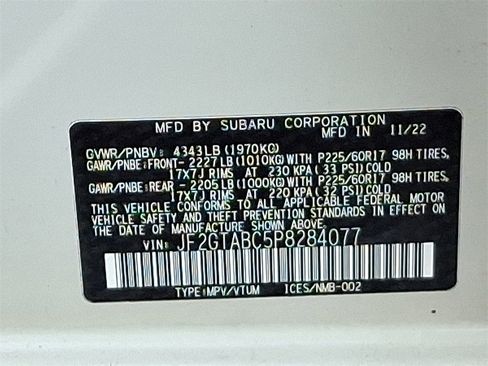 MFD BY SUBARU CORPORATION
MFD IN 11/22
GVWR/PNBV: 4343LB(1970KG)
GAWR/PNBE:FRONT-2227LB(1010KG)WITH P225/60R17 98H TIRES,
17X7J RIMS AT 230 KPA(33 PSI)COLD
GAWR/PNBE:REAR -2205LB(1000KG)WITH P225/60R17 98H TIRES,
17X7J RIMS AT 220 KPA(32 PSI)COLD
THIS VEHICLE CONFORMS TO ALL APPLICABLE FEDERAL MOTOR
VEHICLE SAFETY AND THEFT PREVENTION STANDARDS IN EFFECT
ON THE DATE OF MANUFACTURE SHOWN ABOVE.
VIN: JF2GTABC5P8284077
TYPE:MPV/VTUM ICES/NMB-002